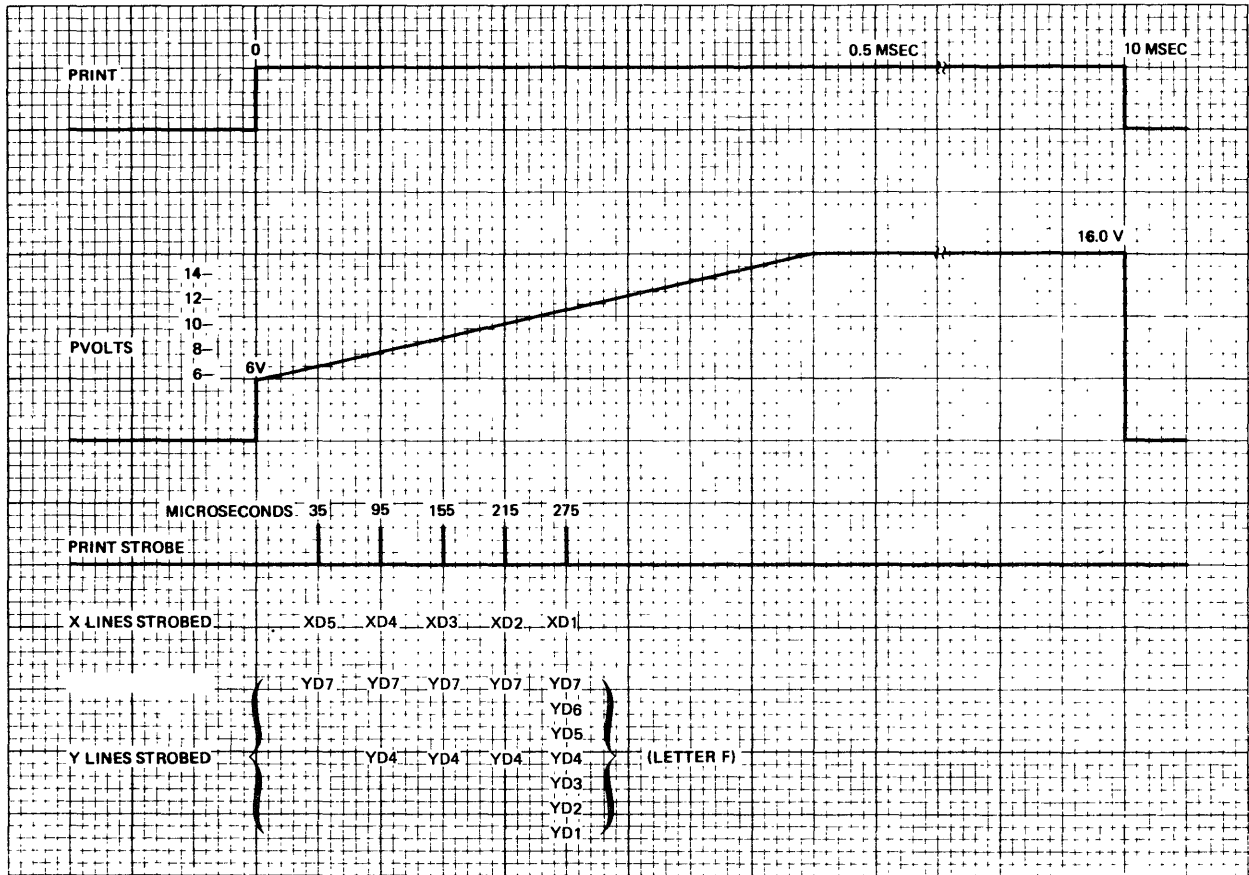 0 0.5 MSEC 10 MSEC
PRINT
16.0 V
14–
12–
10–
PVOLTS 8–
6– 6V
MICROSECONDS 35 95 155 215 275
PRINT STROBE
X LINES STROBED XD5 XD4 XD3 XD2 XD1
YD7 YD7 YD7 YD7 YD7
YD6
YD5
Y LINES STROBED YD4 YD4 YD4 YD4 (LETTER F)
YD3
YD2
YD1